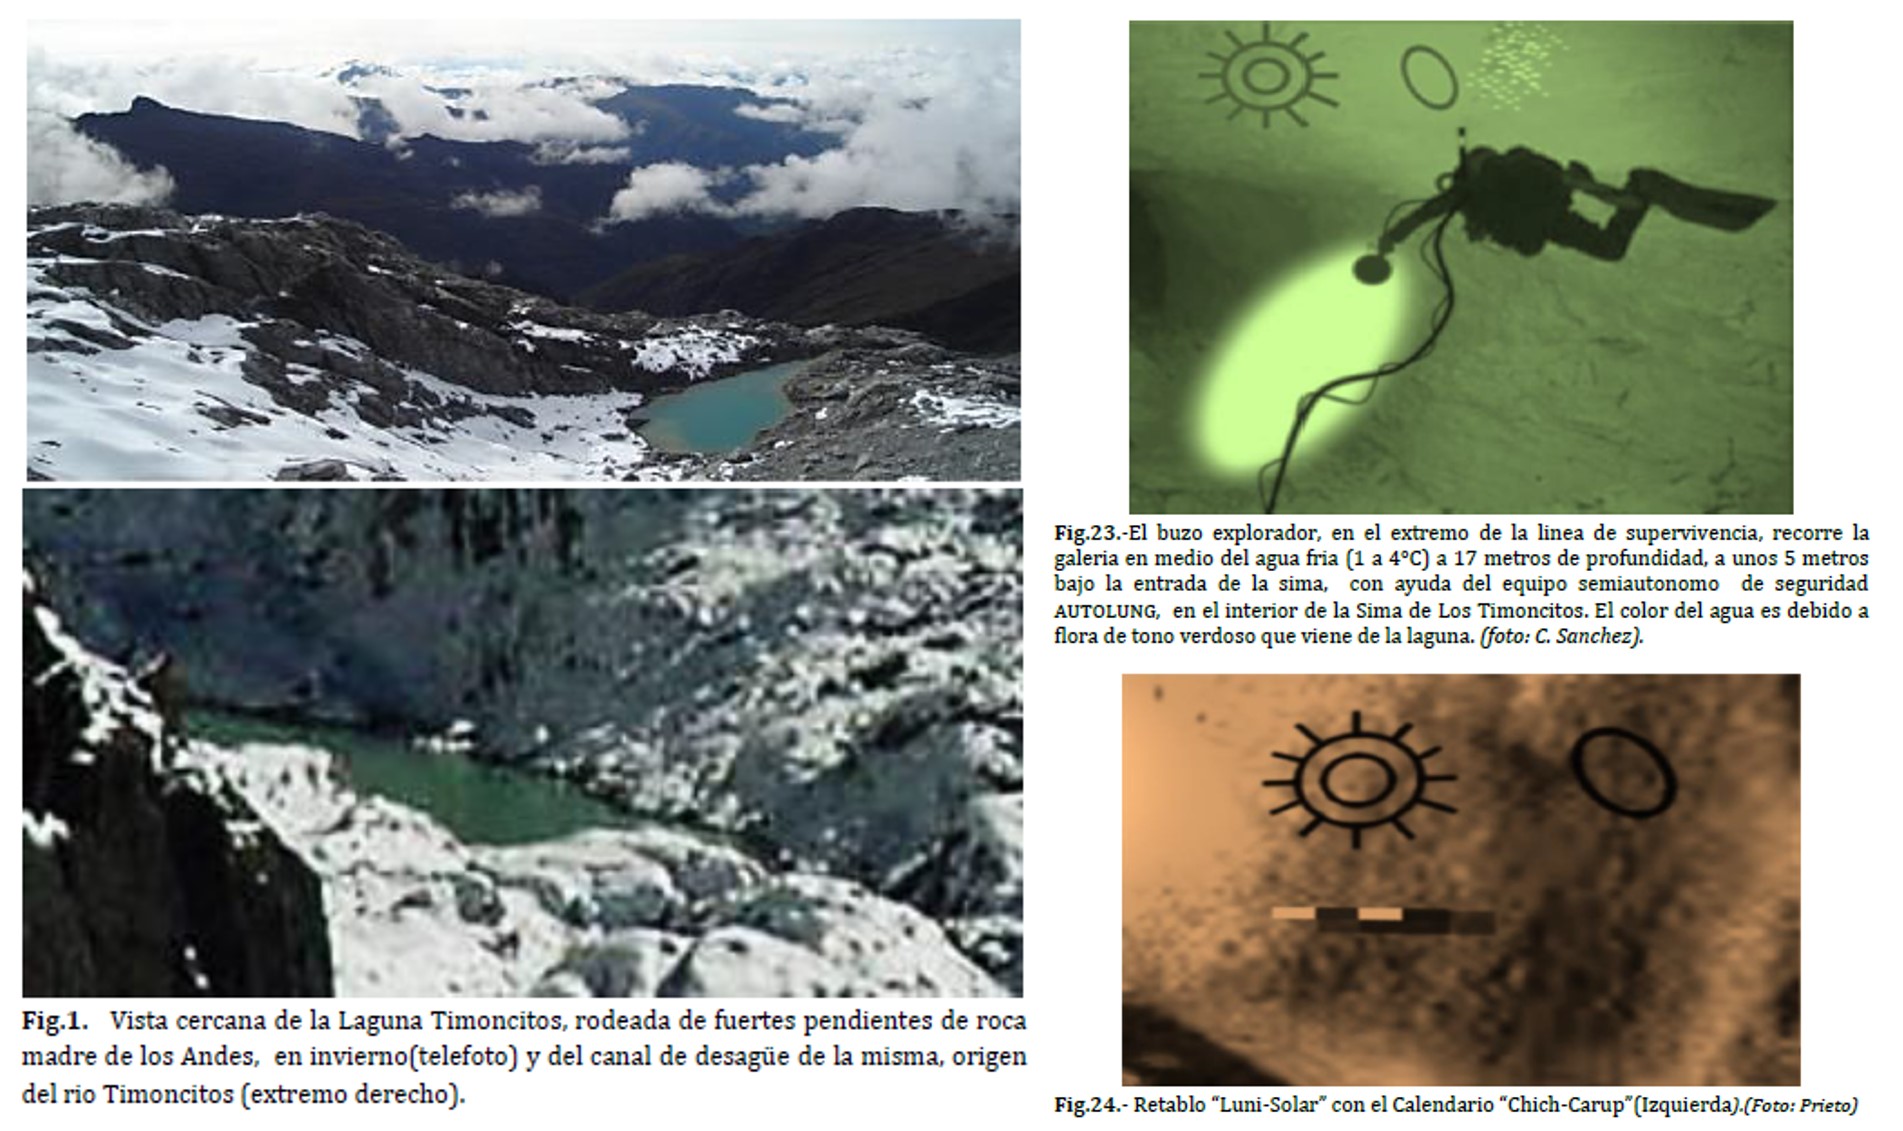 Fig.1. Vista cercana de la Laguna Timoncitos, rodeada de fuertes pendientes de roca
madre de los Andes, en invierno(telefoto) y del canal de desagüe de la misma, origen
del rio Timoncitos (extremo derecho).
Fig.23.-El buzo explorador, en el extremo de la linea de supervivencia, recorre la
galeria en medio del agua fria (1 a 4°C) a 17 metros de profundidad, a unos 5 metros
bajo la entrada de la sima, con ayuda del equipo semiautonomo de seguridad
AUTOLUNG, en el interior de la Sima de Los Timoncitos. El color del agua es debido a
flora de tono verdoso que viene de la laguna. (foto: C. Sanchez).
Fig.24.- Retablo “Luni-Solar” con el Calendario “Chich-Carup”(Izquierda).(Foto: Prieto)